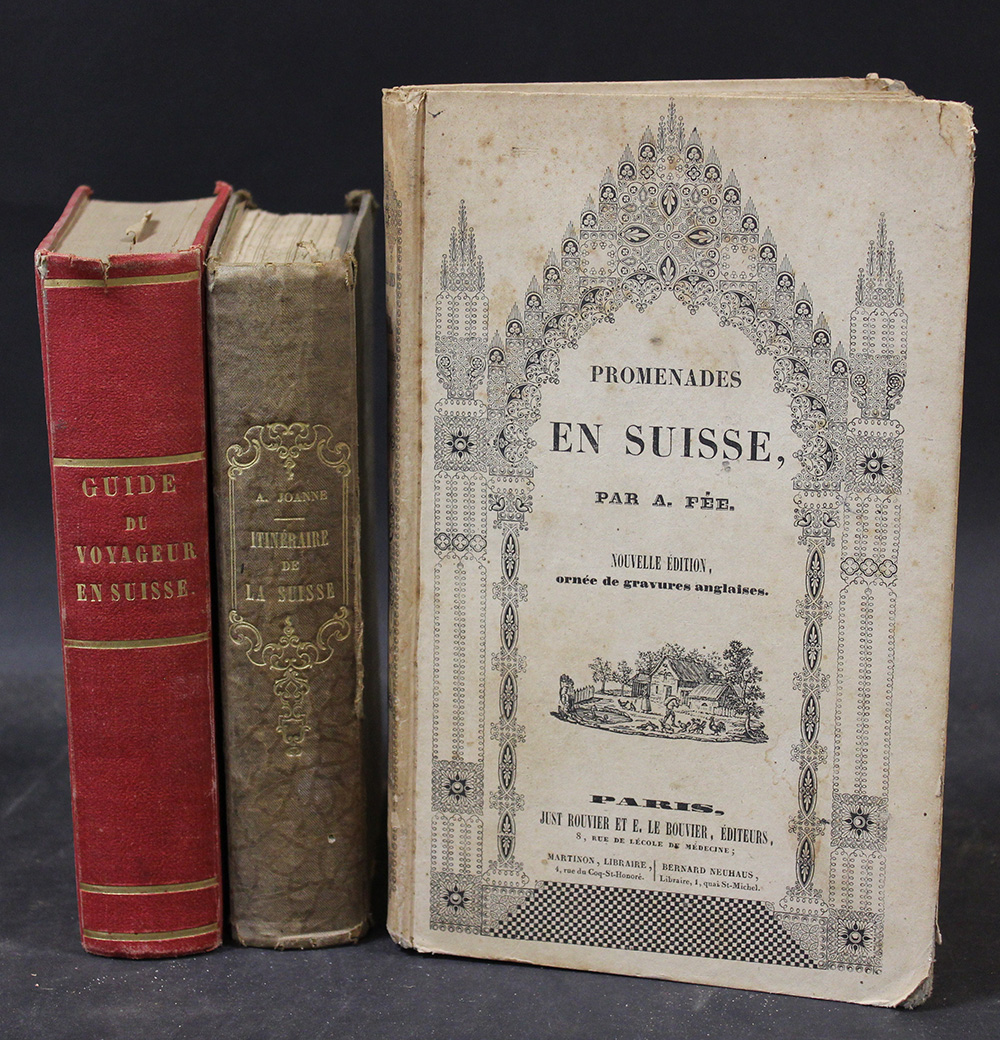 GUIDE
DU
VOYAGEUR
EN SUISSE.
A. JOANNE
ITINÉRAIRE
DE
LA SUISSE
PROMENADES
EN SUISSE,
PAR A. FÉE.
NOUVELLE ÉDITION,
ornée de gravures anglaises.
PARIS,
JUST ROUVIER ET E. LE BOUVIER, ÉDITEURS,
8, RUE DE L'ÉCOLE DE MÉDECINE;
MARTINON, LIBRAIRE,
4, rue du Coq-St-Honoré.
BERNARD NEUHAUS,
Libraire, 1, quai St-Michel.